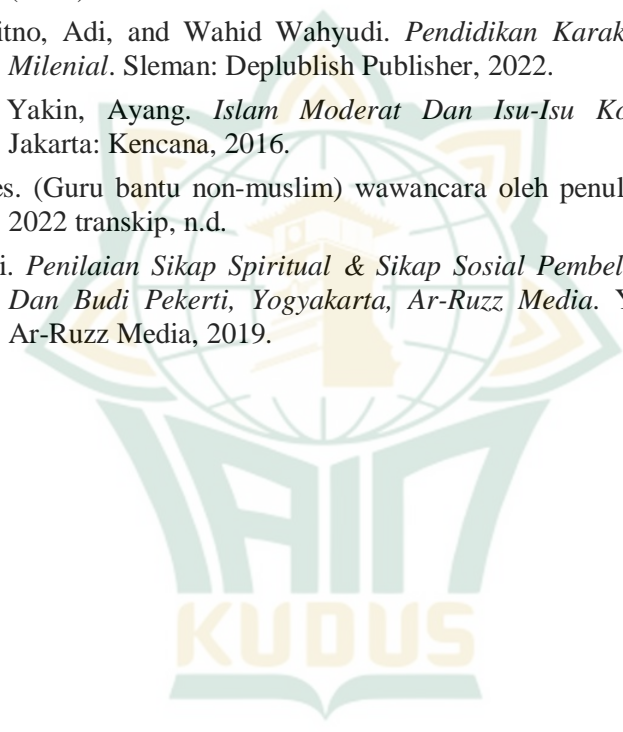 itno, Adi, and Wahid Wahyudi. Pendidikan Karak
Milenial. Sleman: Deplublish Publisher, 2022.
Yakin, Ayang. Islam Moderat Dan Isu-Isu Ko
Jakarta: Kencana, 2016.
es. (Guru bantu non-muslim) wawancara oleh penul
2022 transkip, n.d.
i. Penilaian Sikap Spiritual & Sikap Sosial Pembel
Dan Budi Pekerti, Yogyakarta, Ar-Ruzz Media. Y
Ar-Ruzz Media, 2019.
IAIN
KUDUS